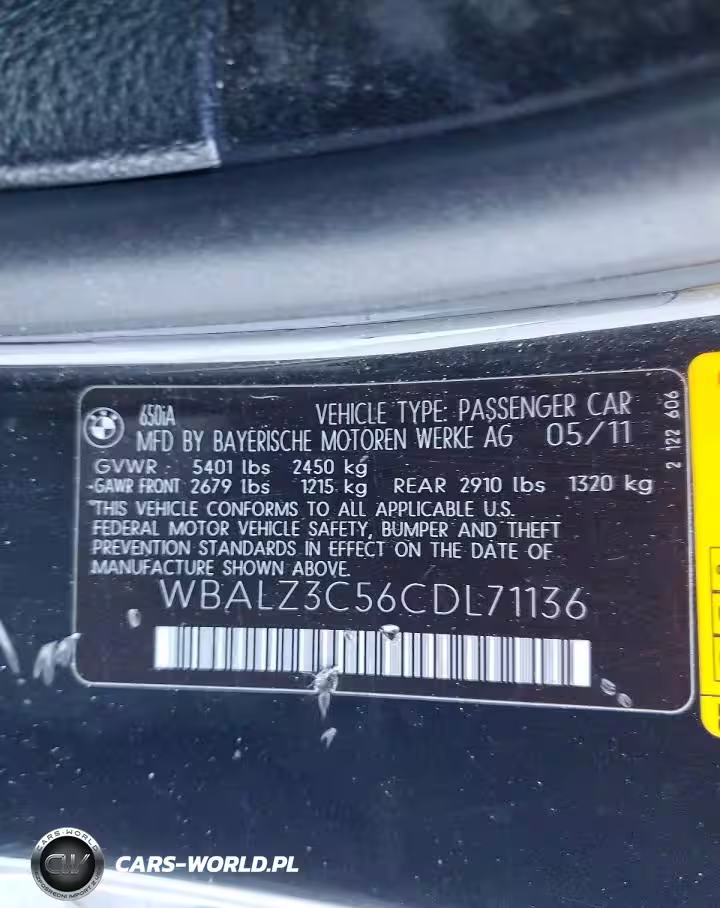 650iA
VEHICLE TYPE: PASSENGER CAR
MFD BY BAYERISCHE MOTOREN WERKE AG 05/11
GVWR - 5401 lbs 2450 kg
GAWR FRONT 2679 lbs 1215 kg REAR 2910 lbs 1320 kg
THIS VEHICLE CONFORMS TO ALL APPLICABLE U.S.
FEDERAL MOTOR VEHICLE SAFETY, BUMPER AND THEFT
PREVENTION STANDARDS IN EFFECT ON THE DATE OF
MANUFACTURE SHOWN ABOVE.
WBALZ3C56CDL71136
2 122 606
CARS-WORLD
CW
CARS-WORLD.PL